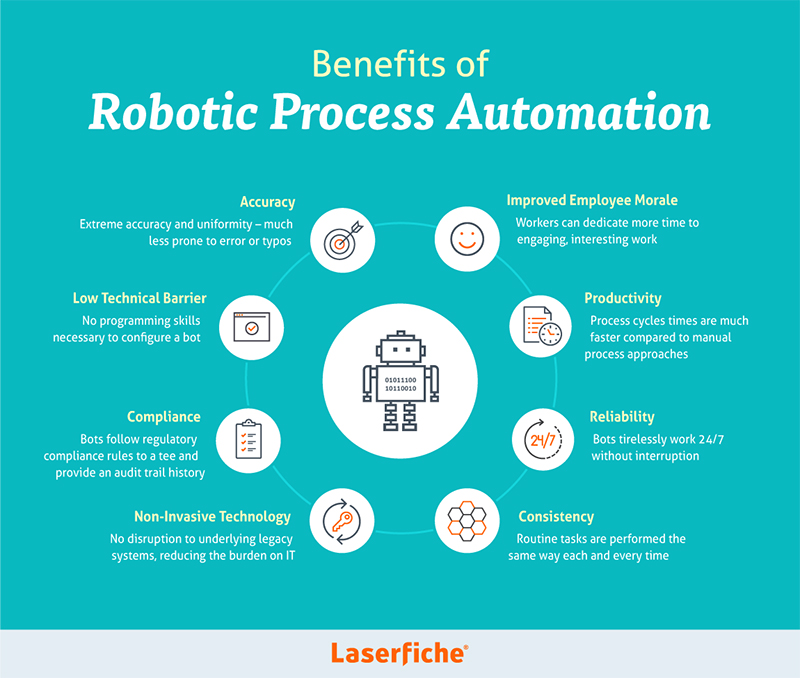 Benefits of
Robotic Process Automation
Accuracy
Extreme accuracy and uniformity – much
less prone to error or typos
Improved Employee Morale
Workers can dedicate more time to
engaging, interesting work
Low Technical Barrier
No programming skills
necessary to configure a bot
Productivity
Process cycles times are much
faster compared to manual
process approaches
01011100
10110010
Compliance
Bots follow regulatory
compliance rules to a tee and
provide an audit trail history
24/7
Reliability
Bots tirelessly work 24/7
without interruption
Non-Invasive Technology
No disruption to underlying legacy
systems, reducing the burden on IT
Consistency
Routine tasks are performed the
same way each and every time
Laserfiche®